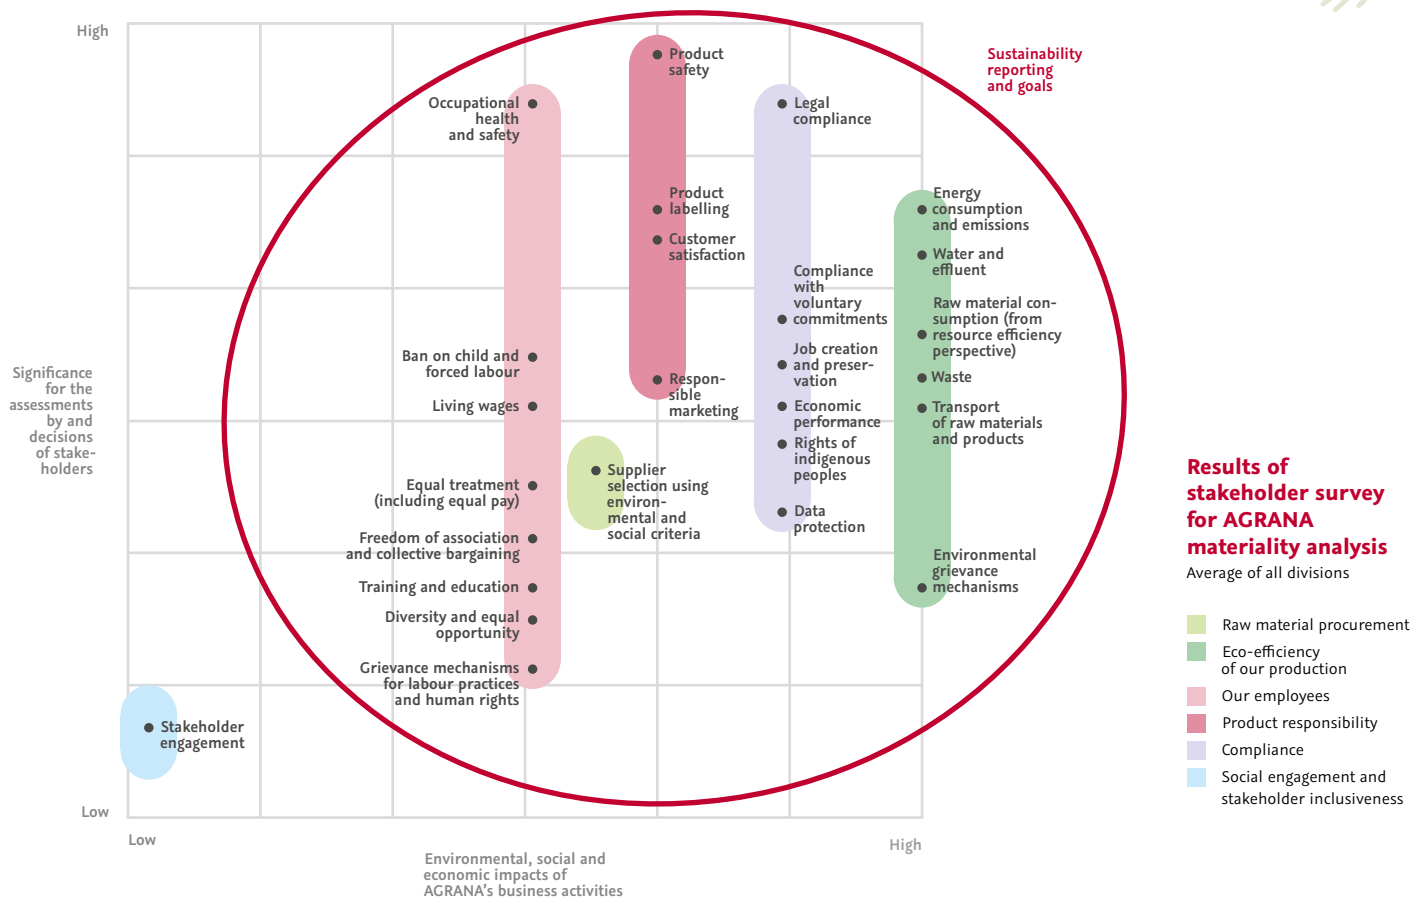 High
Significance
for the
assessments
by and
decisions
of stake-
holders
Low
Low
High
Environmental, social and
economic impacts of
AGRANA’s business activities
Sustainability
reporting
and goals
Occupational
health
and safety
Ban on child and
forced labour
Living wages
Equal treatment
(including equal pay)
Freedom of association
and collective bargaining
Training and education
Diversity and equal
opportunity
Grievance mechanisms
for labour practices
and human rights
Stakeholder
engagement
Supplier
selection using
environ-
mental and
social criteria
Product
safety
Product
labelling
Customer
satisfaction
Respon-
sible
marketing
Legal
compliance
Compliance
with
voluntary
commitments
Job creation
and preser-
vation
Economic
performance
Rights of
indigenous
peoples
Data
protection
Energy
consumption
and emissions
Water and
effluent
Raw material con-
sumption (from
resource efficiency
perspective)
Waste
Transport
of raw materials
and products
Environmental
grievance
mechanisms
Results of
stakeholder survey
for AGRANA
materiality analysis
Average of all divisions
Raw material procurement
Eco-efficiency
of our production
Our employees
Product responsibility
Compliance
Social engagement and
stakeholder inclusiveness